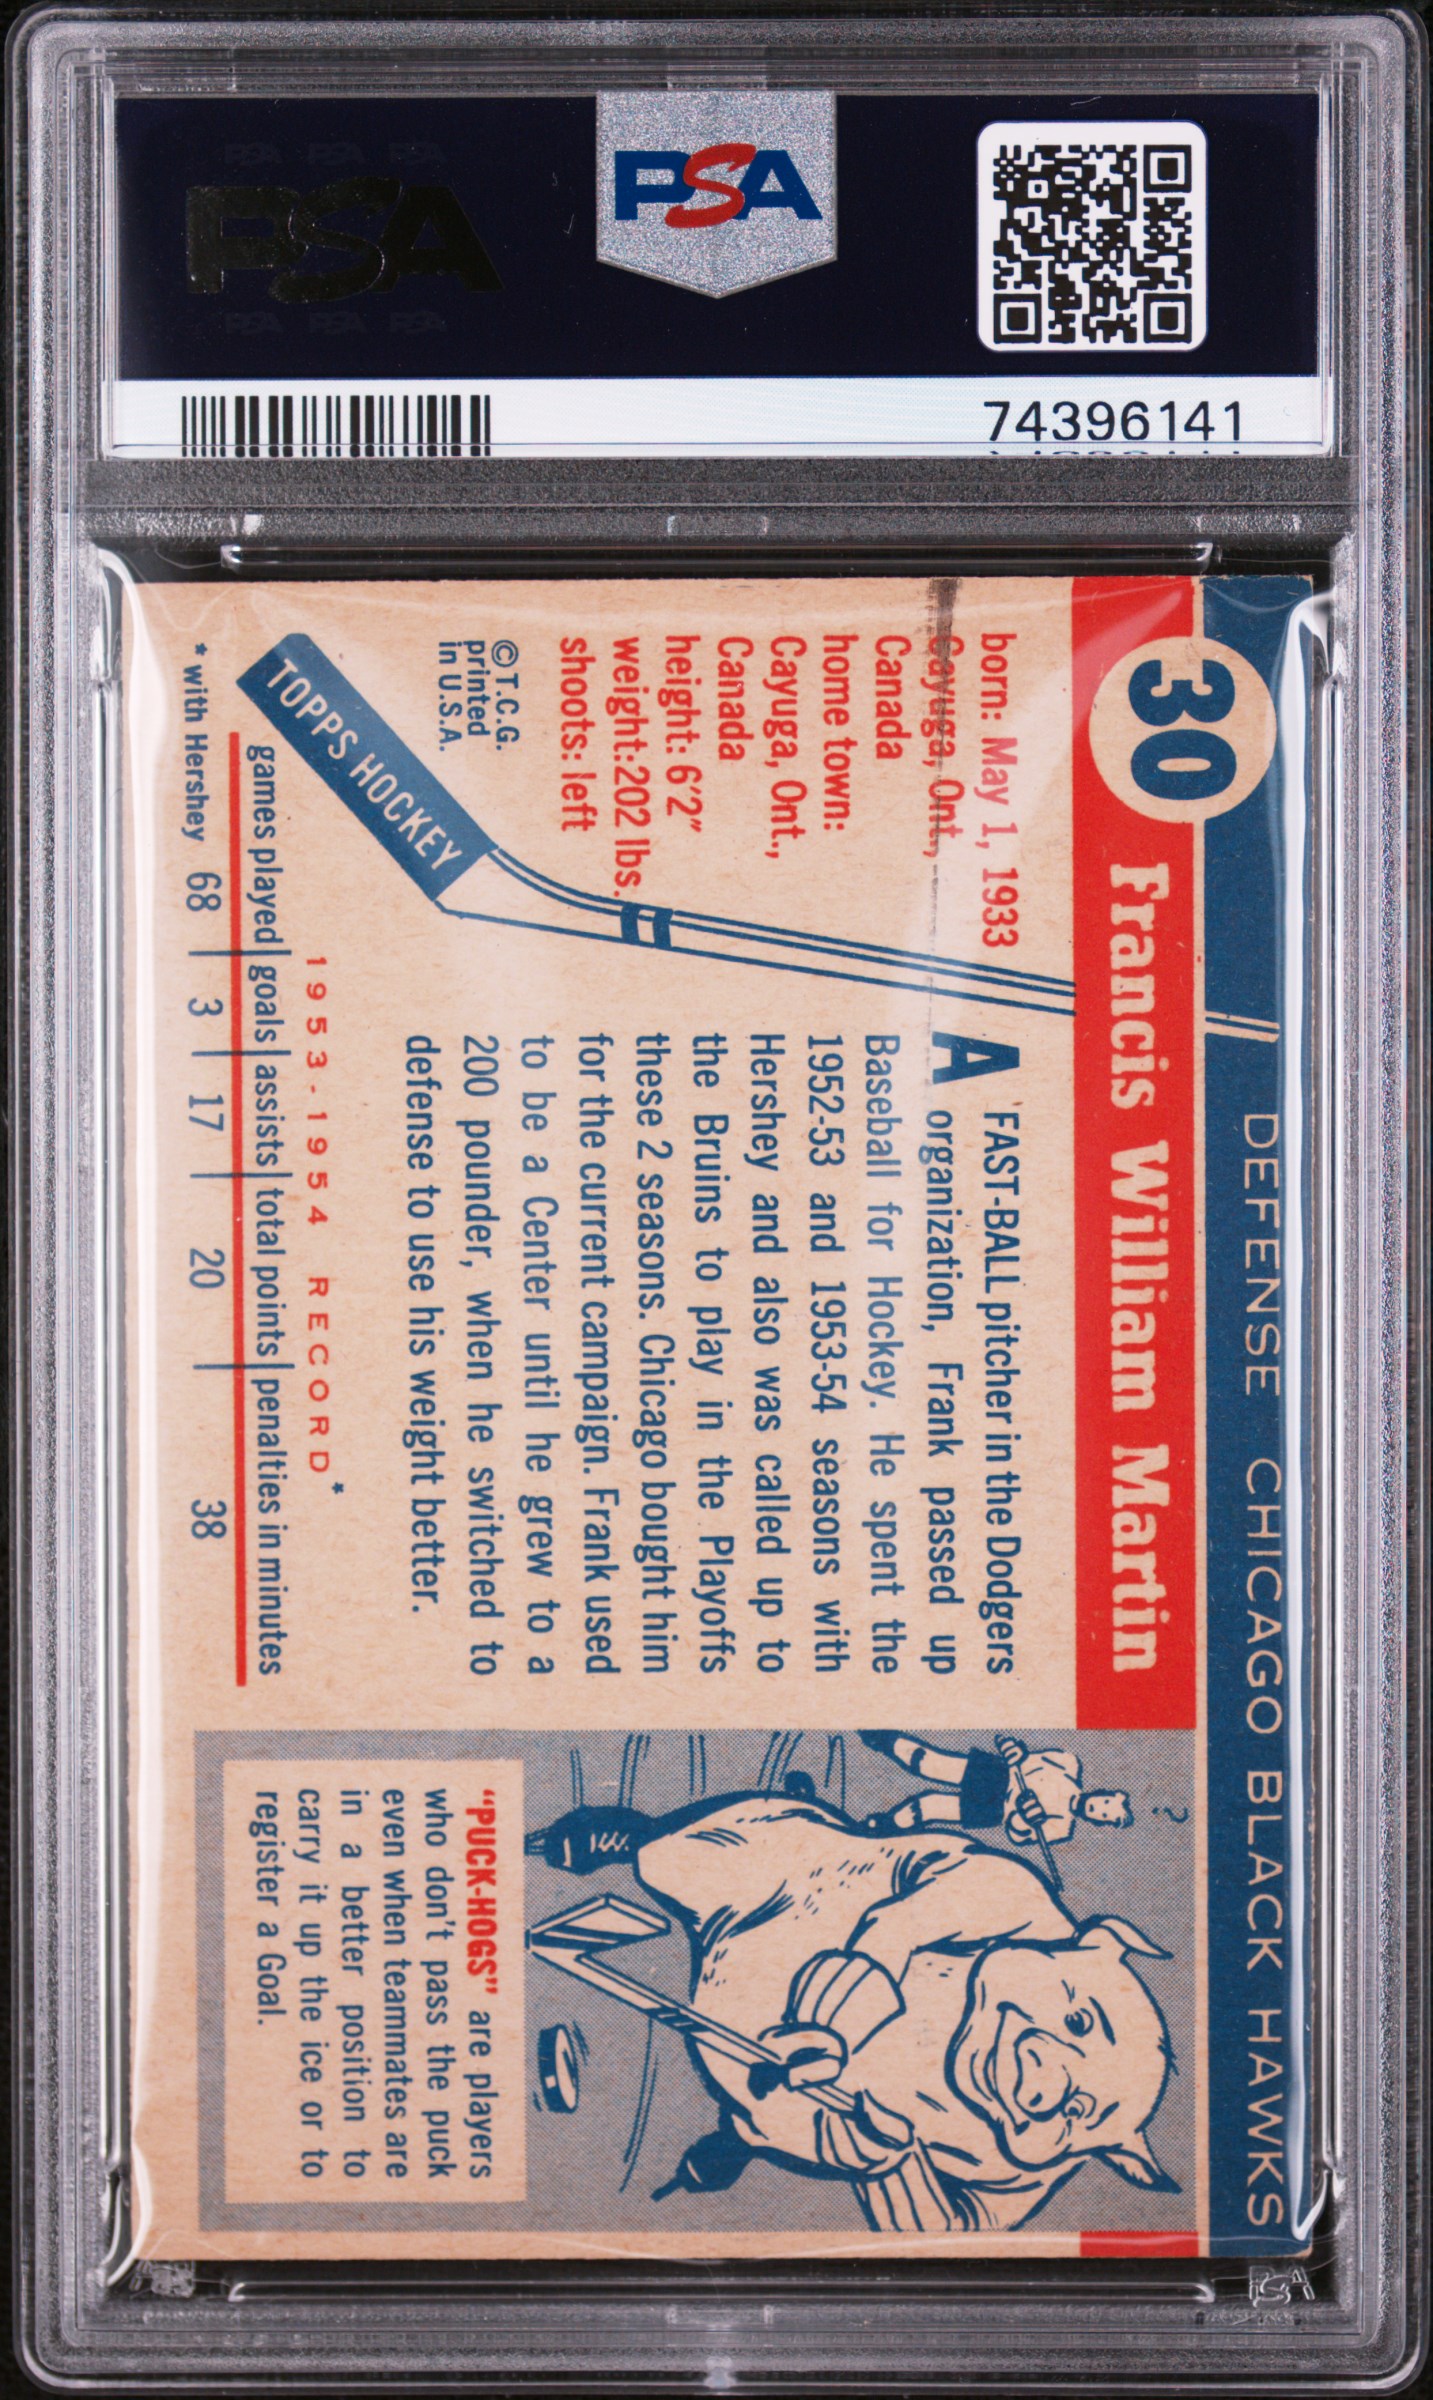 PSA PSA PSA
PSA
PSA PSA PSA
PSA
74396141
DEFENSE CHICAGO BLACK HAWKS
30
Francis William Martin
born: May 1, 1933
Cayuga, Ont.,
Canada
home town:
Cayuga, Ont.,
Canada
height: 6'2"
weight:202 lbs.
shoots: left
© T.C.G.
printed
in U.S.A.
TOPPS HOCKEY
A FAST-BALL pitcher in the Dodgers
organization, Frank passed up
Baseball for Hockey. He spent the
1952-53 and 1953-54 seasons with
Hershey and also was called up to
the Bruins to play in the Playoffs
these 2 seasons. Chicago bought him
for the current campaign. Frank used
to be a Center until he grew to a
200 pounder, when he switched to
defense to use his weight better.
1953-1954 RECORD*
games played goals assists total points penalties in minutes
* with Hershey 68 3 17 20 38
?
"PUCK-HOGS" are players
who don't pass the puck
even when teammates are
in a better position to
carry it up the ice or to
register a Goal.
PSA